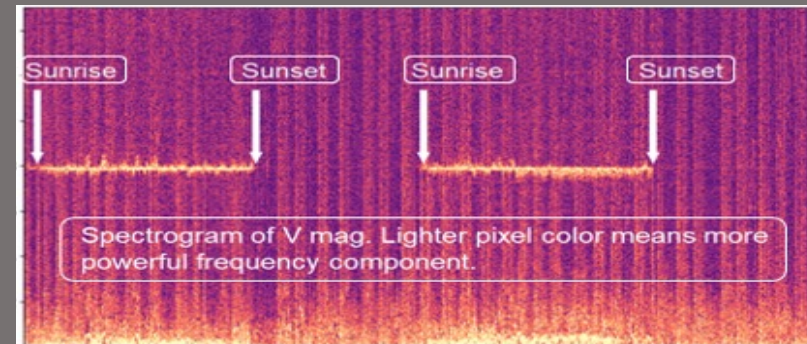 Sunrise
Sunset
Sunrise
Sunset
Spectrogram of V mag. Lighter pixel color means more
powerful frequency component.